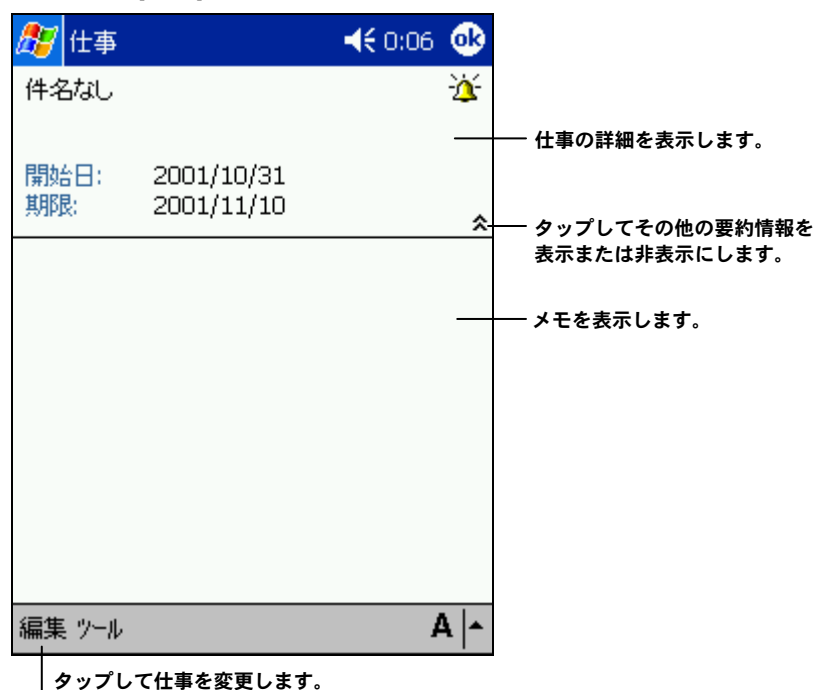 仕事 0:06 ok
件名なし
仕事の詳細を表示します。
開始日: 2001/10/31
期限: 2001/11/10
タップしてその他の要約情報を
表示または非表示にします。
メモを表示します。
編集 ツール A
タップして仕事を変更します。